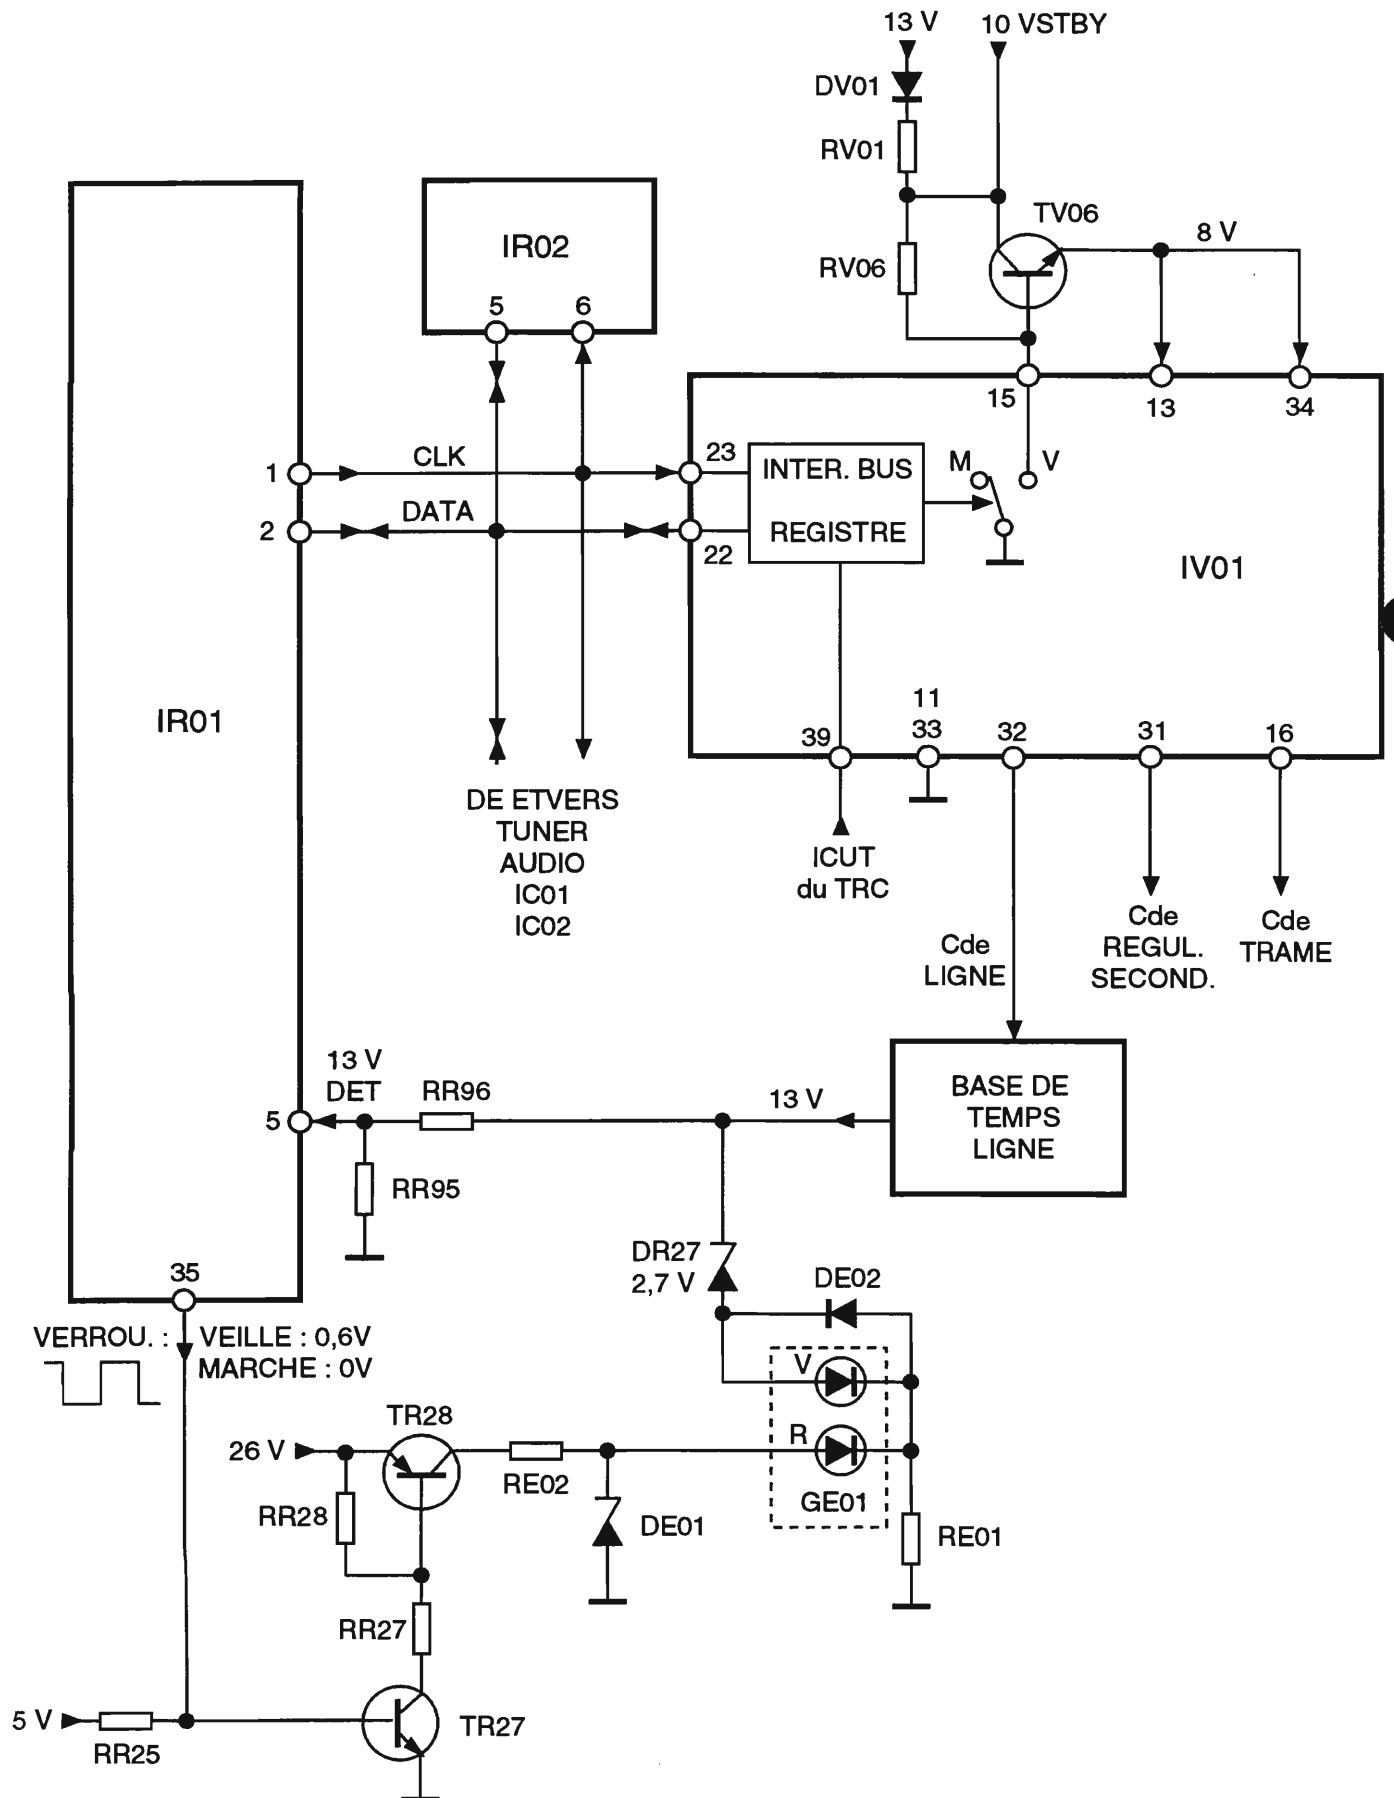 13 V
10 VSTBY
DV01
RV01
TV06
8 V
IR02
RV06
5
6
15
13
34
1
CLK
23
INTER. BUS
M
V
2
DATA
22
REGISTRE
IV01
IR01
11
39
33
32
31
16
DE ETVERS
TUNER
AUDIO
IC01
IC02
ICUT
du TRC
Cde
LIGNE
Cde
REGUL.
SECOND.
Cde
TRAME
13 V
DET
RR96
13 V
BASE DE
TEMPS
LIGNE
5
RR95
DR27
2,7 V
DE02
35
VERROU. :
VEILLE : 0,6V
MARCHE : 0V
V
TR28
26 V
R
RE02
GE01
RR28
DE01
RE01
RR27
5 V
TR27
RR25